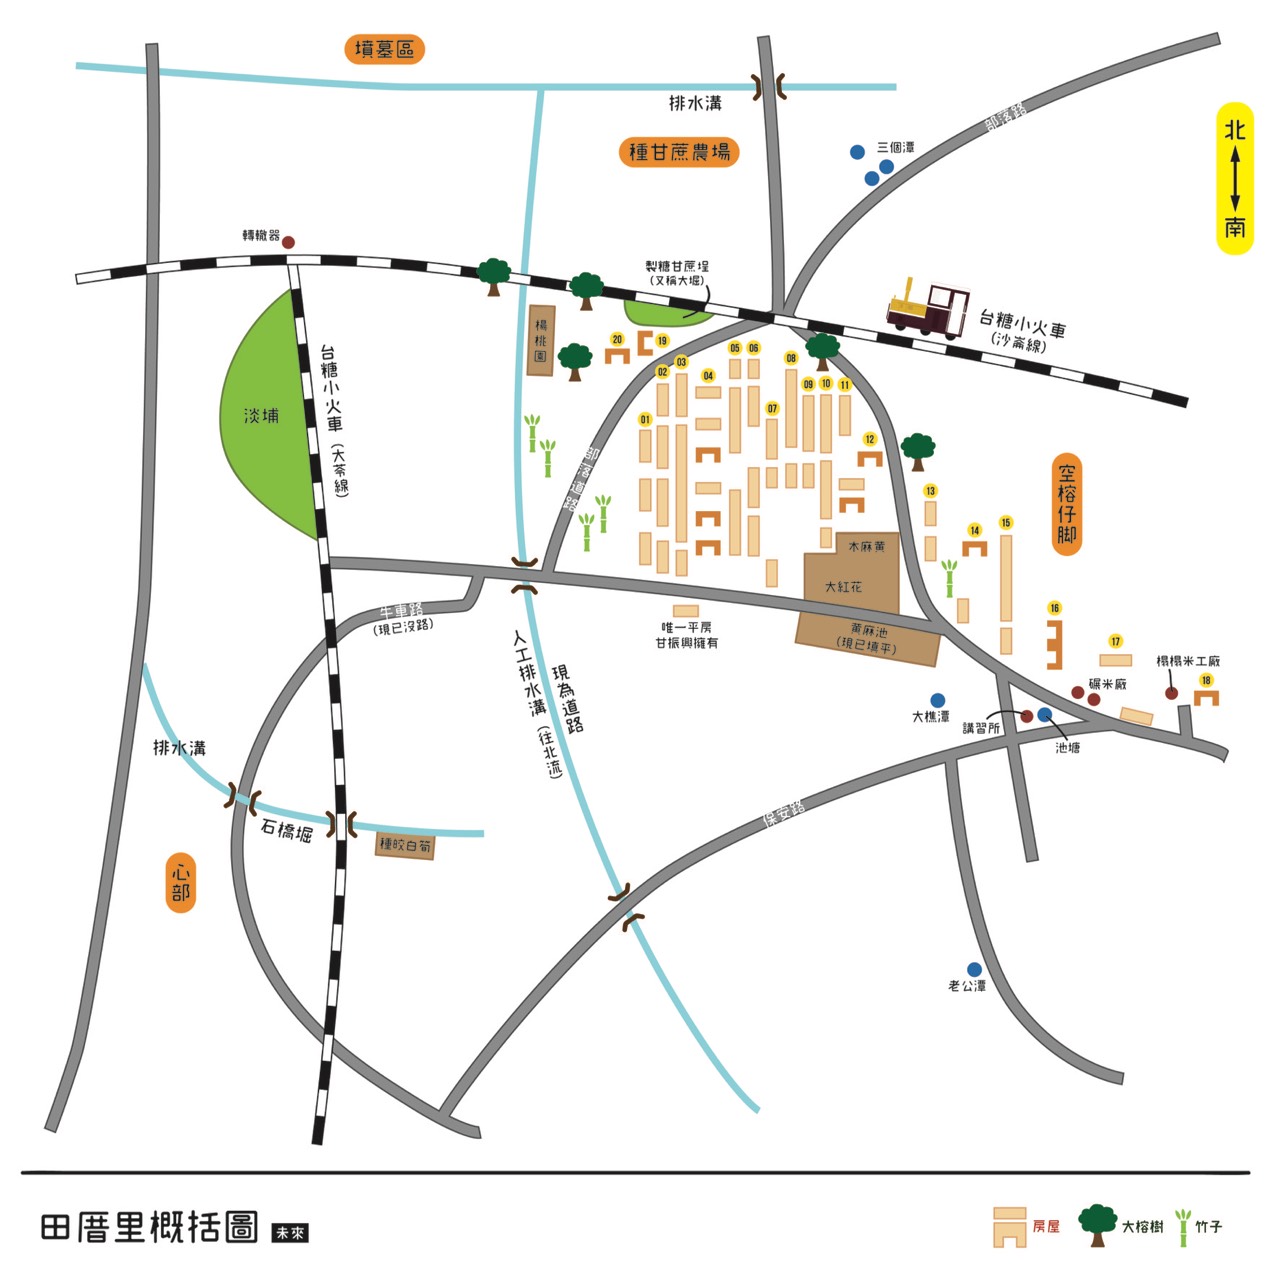 墳墓區
排水溝
種甘蔗農場
部落路
三個潭
北
南
轉轍器
製糖甘蔗埕
(又稱大堀)
台糖小火車
(沙崙線)
楊桃園
20
19
03
02
05
06
04
08
09
10
11
07
01
12
台糖小火車(大苓線)
淡埔
部落道路
空榕仔脚
13
14
15
木麻黃
大紅花
黃麻池
(現已填平)
牛車路
(現已沒路)
唯一平房
甘振興擁有
16
17
榻榻米工廠
18
碾米廠
人工排水溝(往北流)
現為道路
大樵潭
講習所
池塘
排水溝
石橋堀
種皎白筍
保安路
心部
老公潭
田厝里概括圖 未來
房屋
大榕樹
竹子